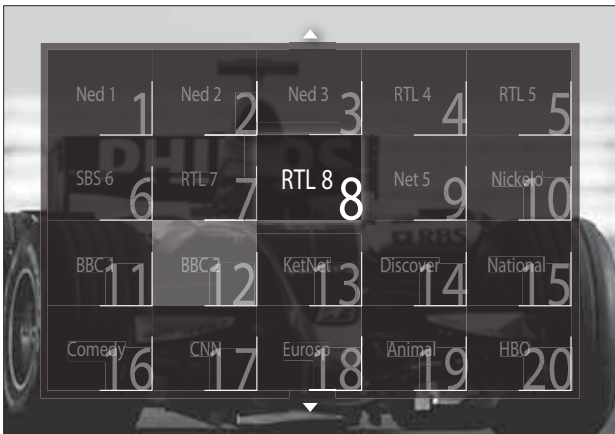 Ned 1 1 Ned 2 2 Ned 3 3 RTL 4 4 RTL 5 5
PHILIPS
SBS 6 6 RTL 7 7 RTL 8 8 Net 5 9 Nickelo 10
RBS
BBC 1 11 BBC 2 12 KetNet 13 Discover 14 National 15
Comedy 16 CNN 17 Eurosp 18 Animal 19 HBO 20